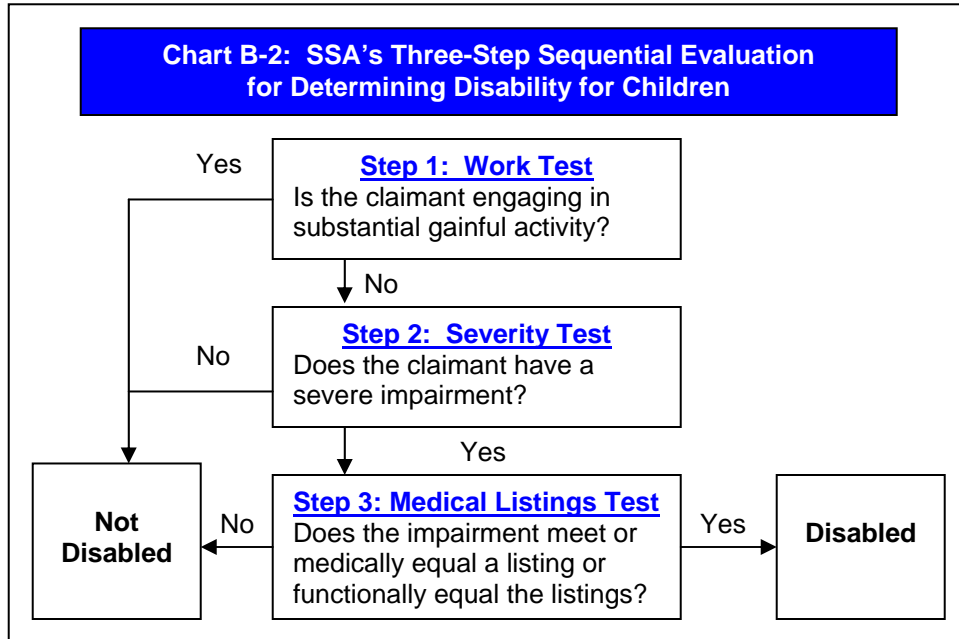 Chart B-2: SSA's Three-Step Sequential Evaluation
for Determining Disability for Children
Yes
Step 1: Work Test
Is the claimant engaging in
substantial gainful activity?
No
Step 2: Severity Test
No
Does the claimant have a
severe impairment?
Yes
Step 3: Medical Listings Test
Not
Disabled
No
Does the impairment meet or
medically equal a listing or
functionally equal the listings?
Yes
Disabled